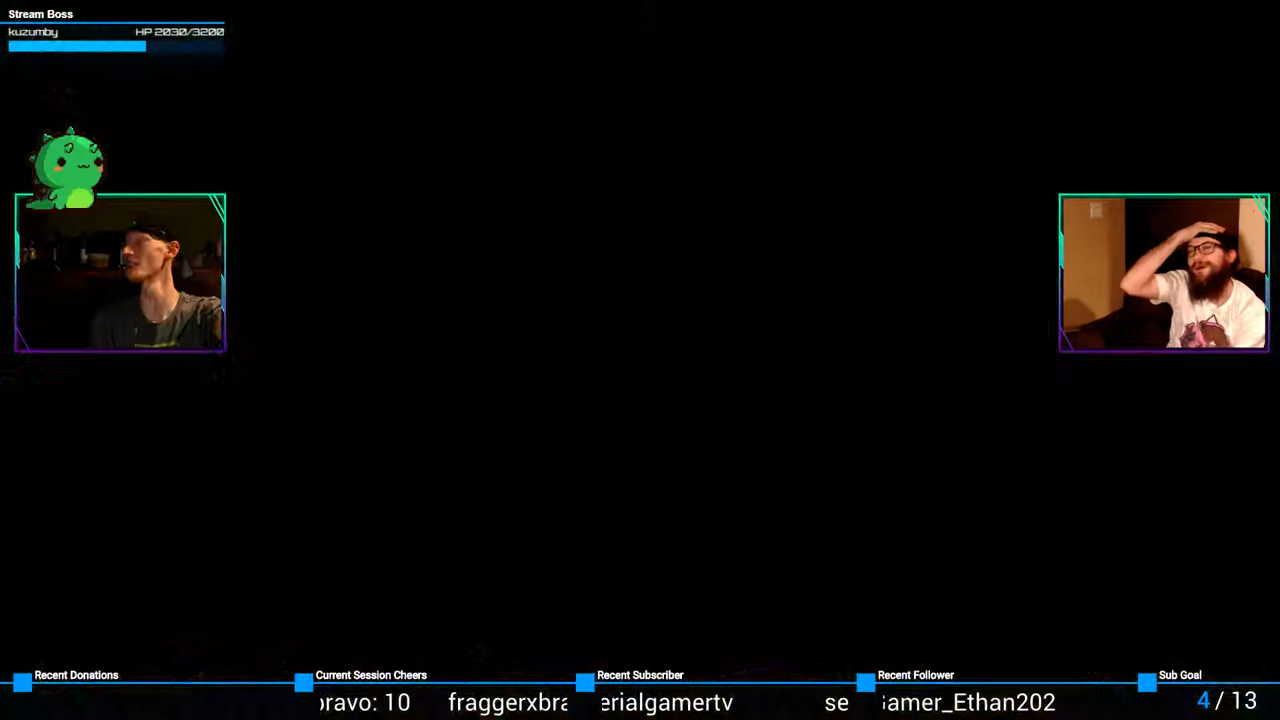 Stream Boss
kuzumby HP 2030/3200
Recent Donations
Current Session Cheers
Recent Subscriber
Recent Follower
Sub Goal
ravo: 10 fraggerxbra
erialgamertv se
Gamer_Ethan202
4 / 13